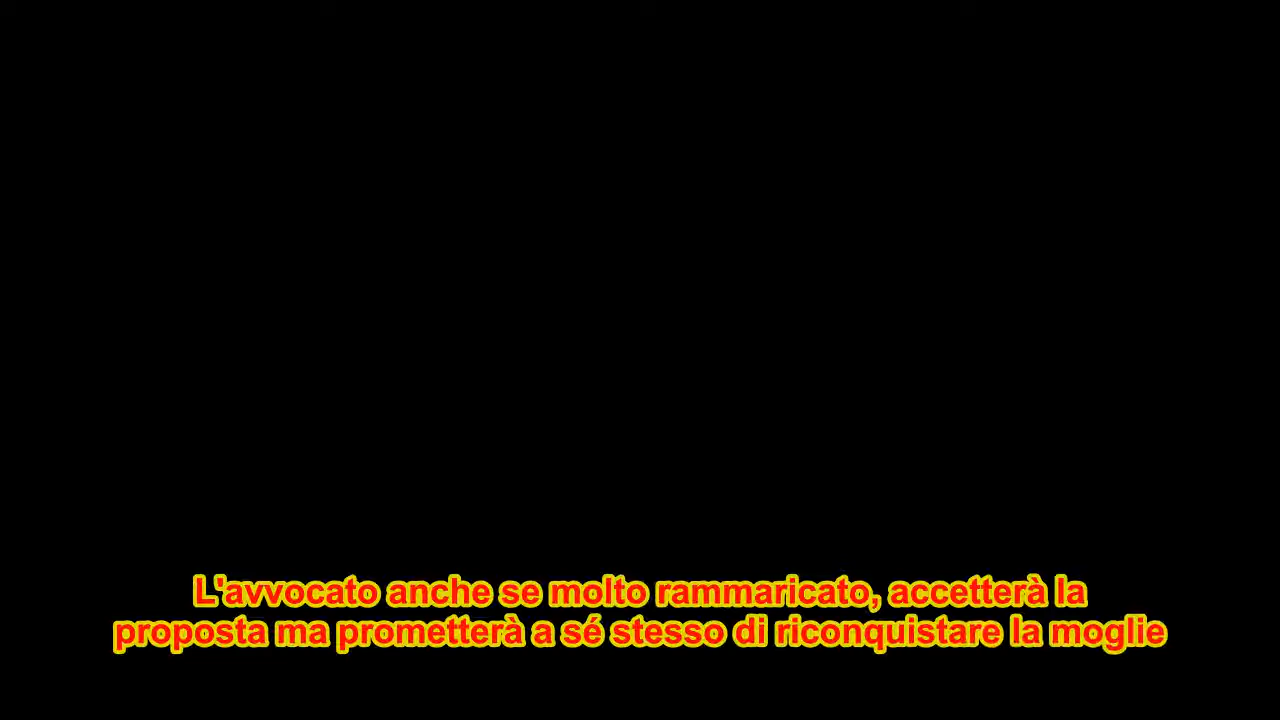 L'avvocato anche se molto rammaricato, accetterà la
proposta ma prometterà a sé stesso di riconquistare la moglie